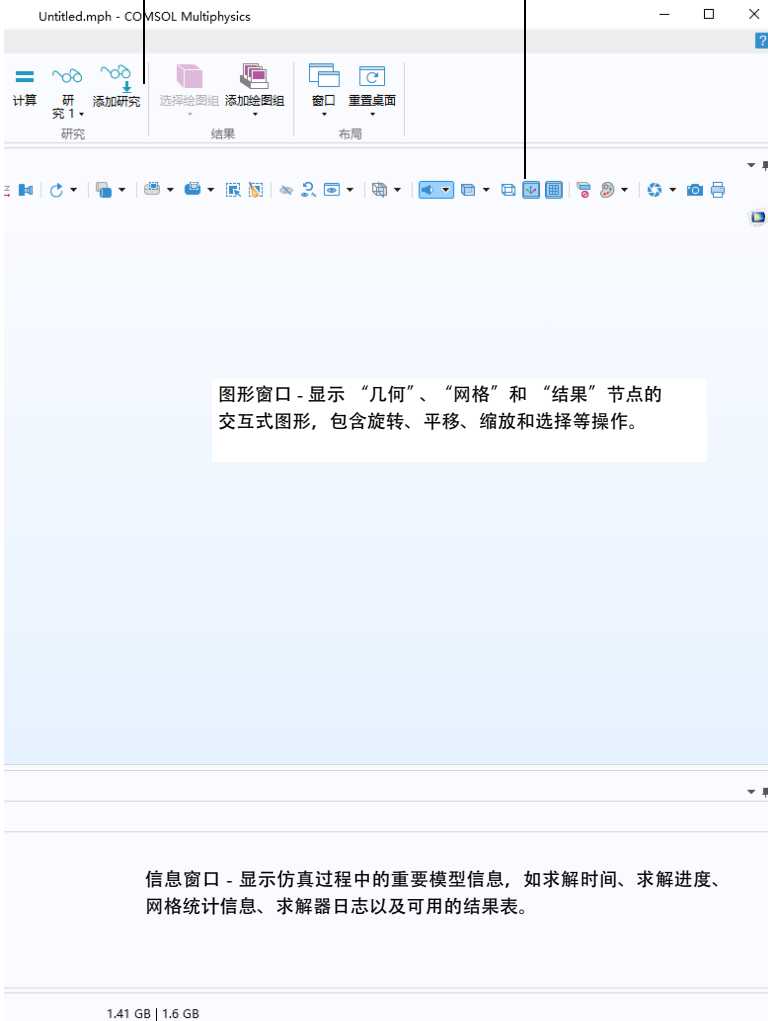 Untitled.mph - COMSOL Multiphysics
?
计算
研
究 1
添加研究
选择绘图组
添加绘图组
窗口
重置桌面
研究
结果
布局
图形窗口 - 显示 “几何”、“网格” 和 “结果” 节点的
交互式图形，包含旋转、平移、缩放和选择等操作。
信息窗口 - 显示仿真过程中的重要模型信息，如求解时间、求解进度、
网格统计信息、求解器日志以及可用的结果表。
1.41 GB | 1.6 GB